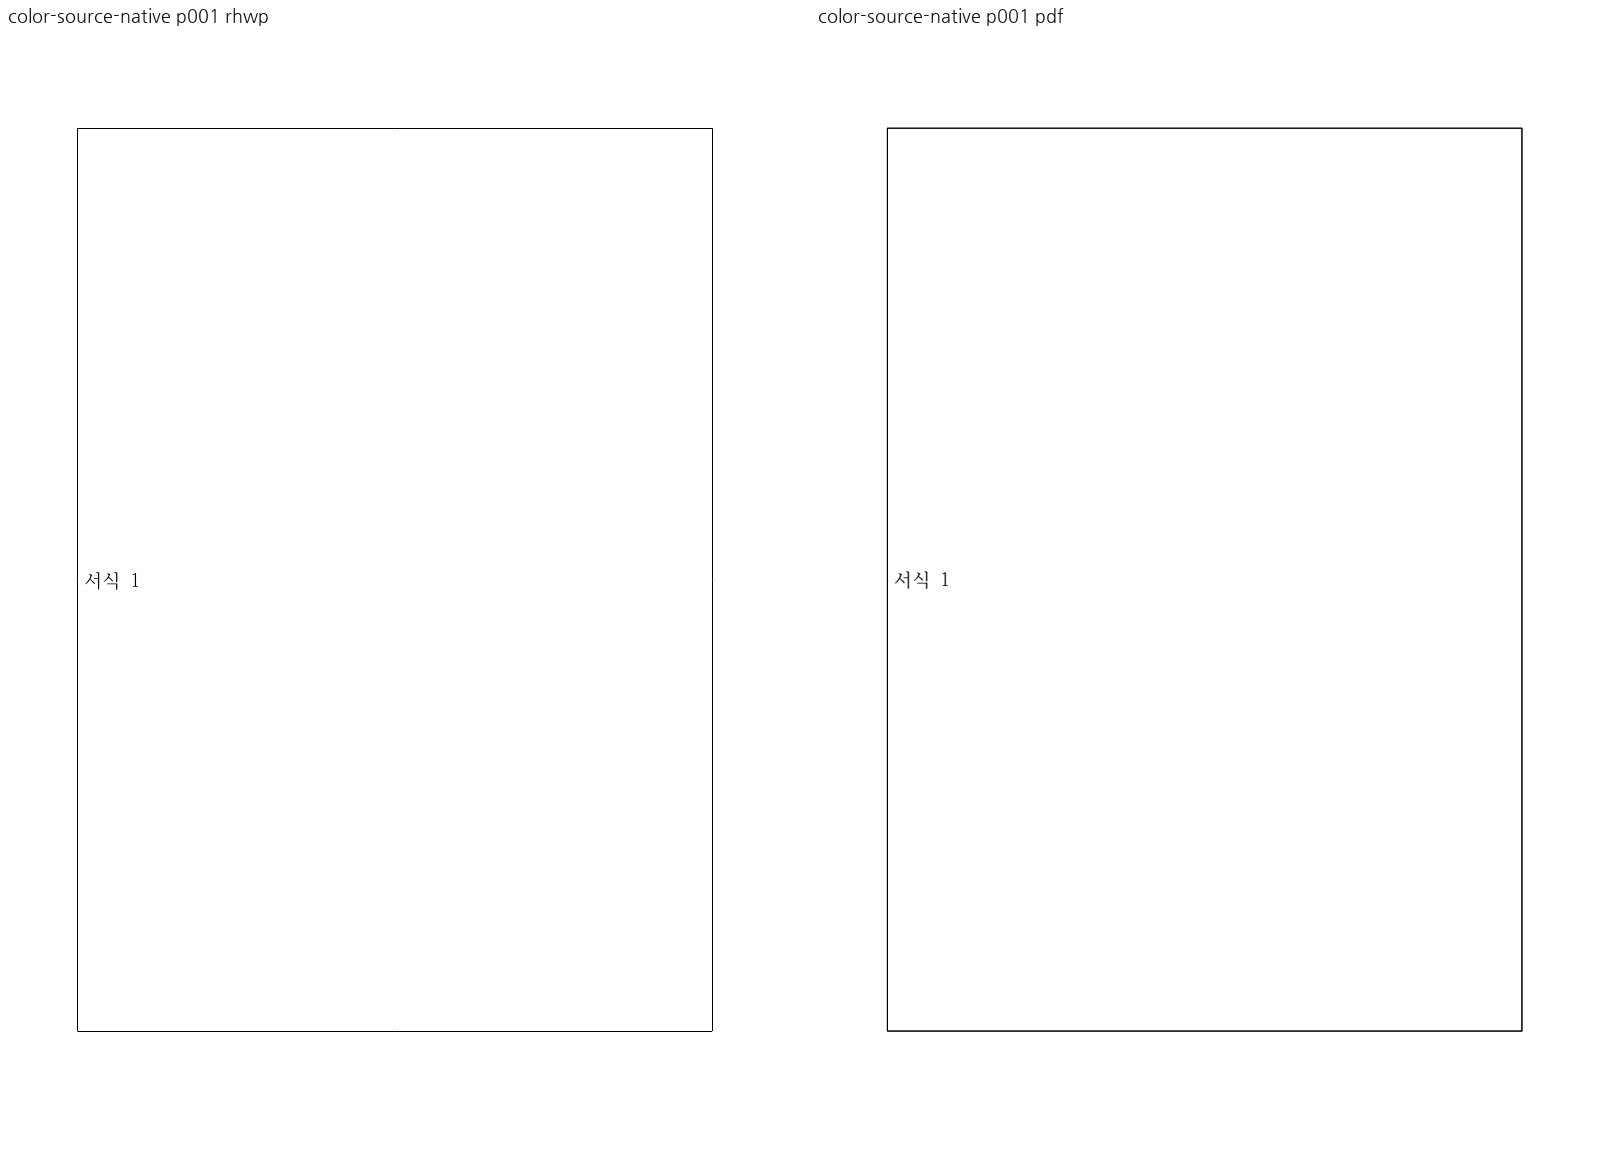 color-source-native p001 rhwp
color-source-native p001 pdf
서식 1
서식 1